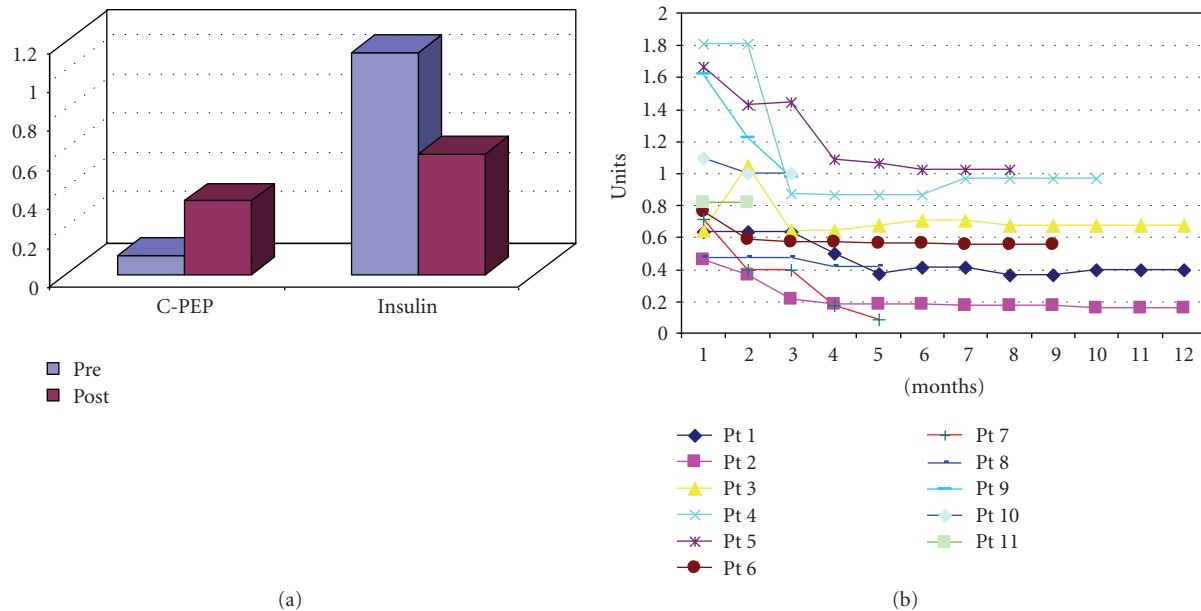 1.2
1
0.8
0.6
0.4
0.2
0
C-PEP Insulin
Pre
Post
(a)
2
1.8
1.6
1.4
1.2
1
0.8
0.6
0.4
0.2
0
Units
1 2 3 4 5 6 7 8 9 10 11 12
(months)
Pt 1
Pt 2
Pt 3
Pt 4
Pt 5
Pt 6
Pt 7
Pt 8
Pt 9
Pt 10
Pt 11
(b)